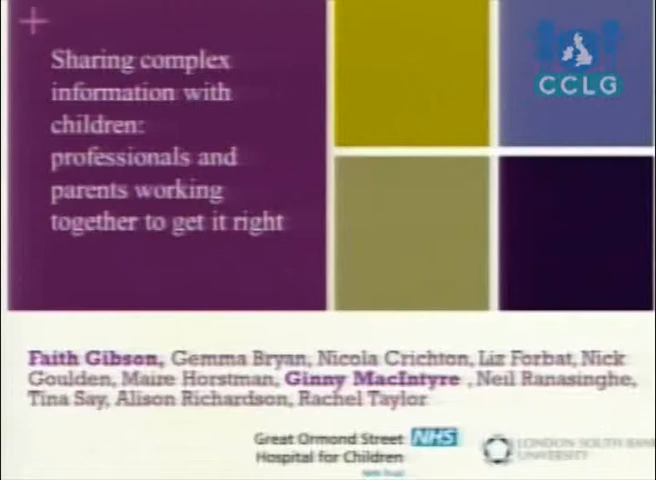 +
Sharing complex
information with
children:
professionals and
parents working
together to get it right
CCLG
Faith Gibson, Gemma Bryan, Nicola Crichton, Liz Forbat, Nick
Goulden, Maire Horstman, Ginny MacIntyre , Neil Ranasinghe,
Tina Say, Alison Richardson, Rachel Taylor
Great Ormond Street NHS
Hospital for Children
NHS Trust
LONDON SOUTH BANK
UNIVERSITY